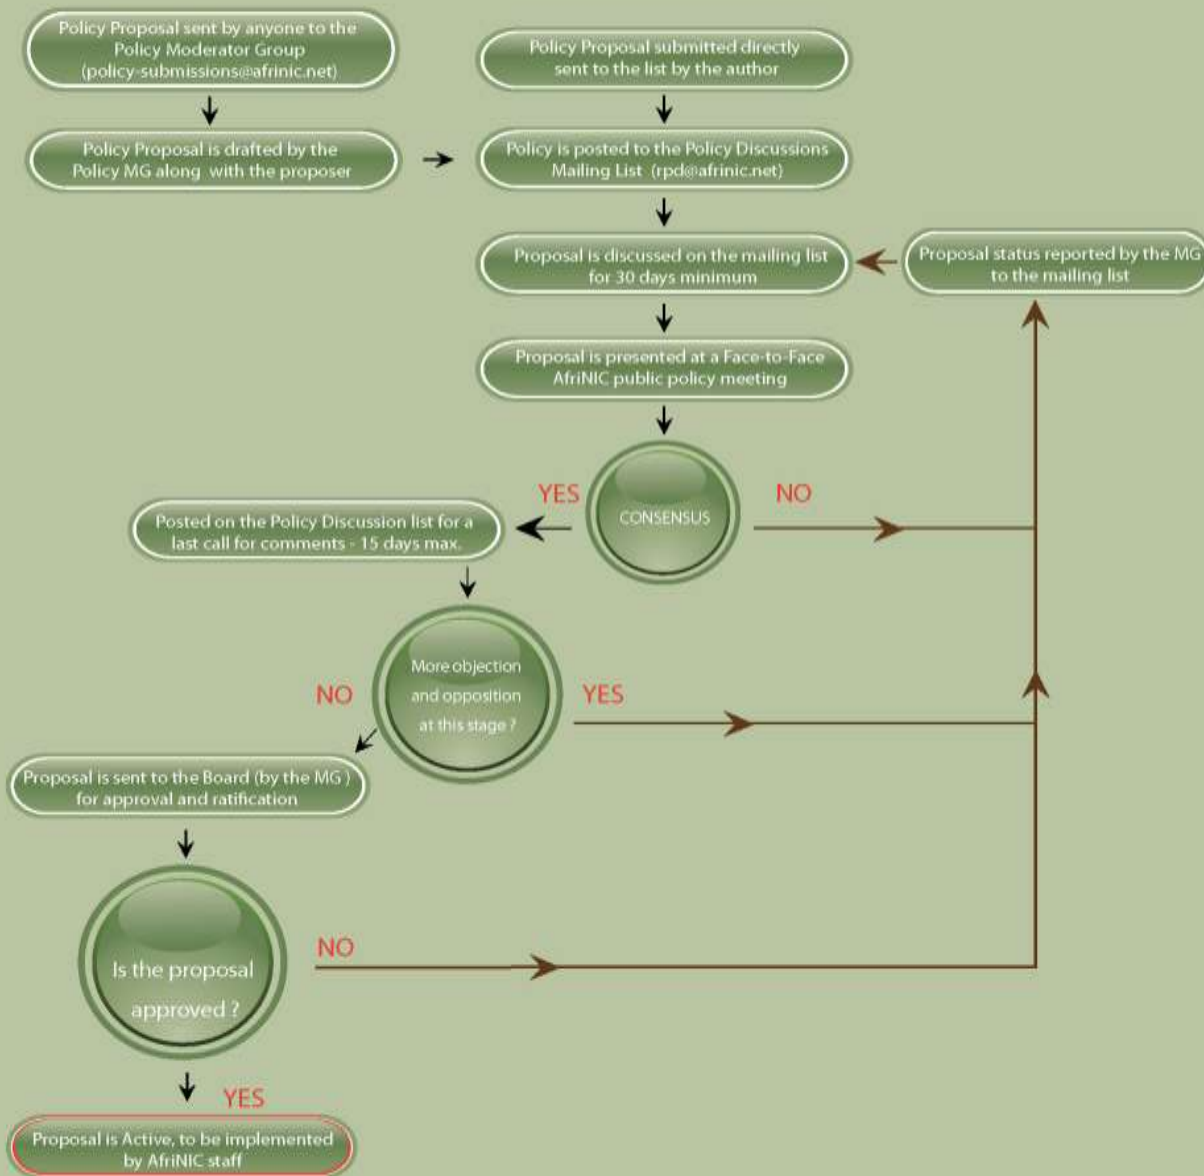 Policy Proposal sent by anyone to the
Policy Moderator Group
(policy-submissions@afrinic.net)
Policy Proposal submitted directly
sent to the list by the author
Policy Proposal is drafted by the
Policy MG along with the proposer
Policy is posted to the Policy Discussions
Mailing List (rpd@afrinic.net)
Proposal is discussed on the mailing list
for 30 days minimum
Proposal status reported by the MG
to the mailing list
Proposal is presented at a Face-to-Face
AfriNIC public policy meeting
YES
CONSENSUS
NO
Posted on the Policy Discussion list for a
last call for comments - 15 days max.
NO
More objection
and opposition
at this stage ?
YES
Proposal is sent to the Board (by the MG )
for approval and ratification
Is the proposal
approved ?
NO
YES
Proposal is Active, to be implemented
by AfriNIC staff